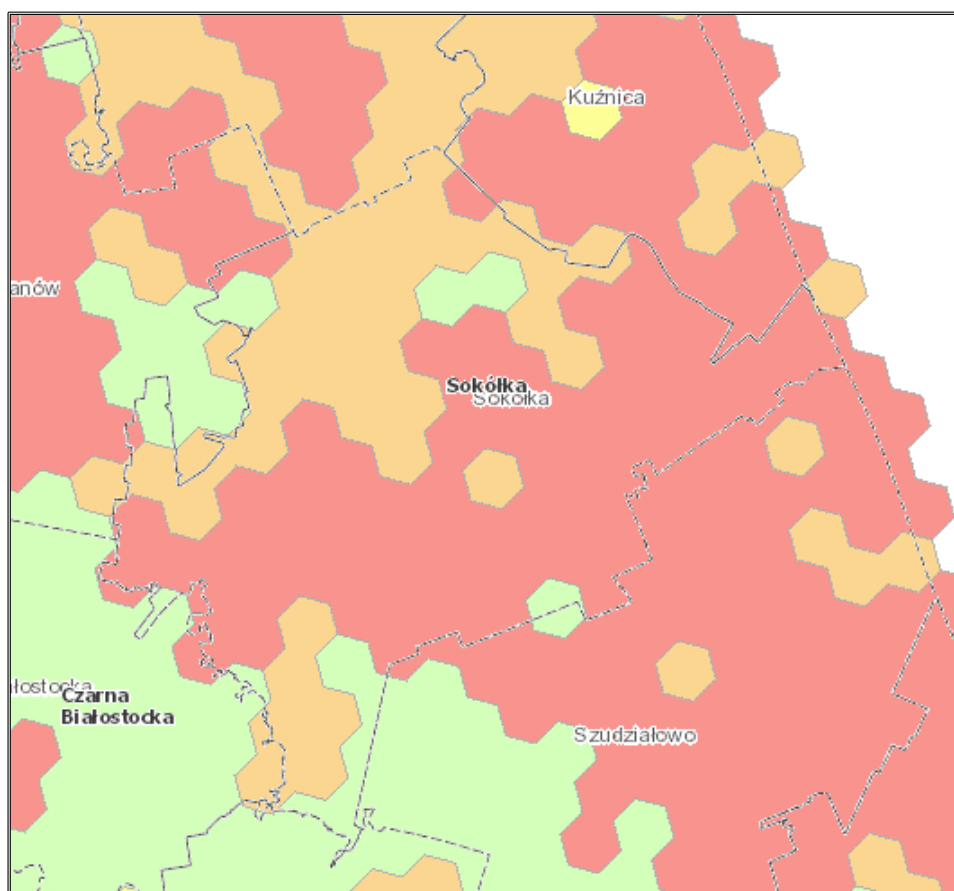 Kuźnica
anów
Sokółka
Sokółka
łostocka
Czarna
Białostocka
Szudziałowo